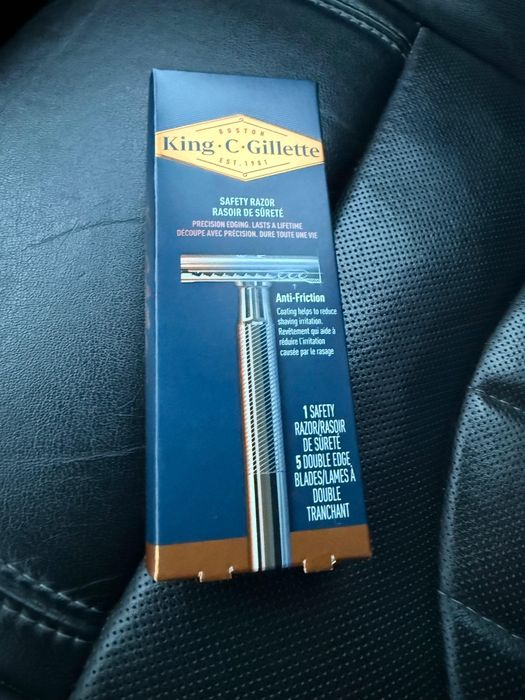 BOSTON
King·C·Gillette
EST. 1901
SAFETY RAZOR
RASOIR DE SÛRETÉ
PRECISION EDGING. LASTS A LIFETIME
DÉCOUPE AVEC PRÉCISION. DURE TOUTE UNE VIE
Anti-Friction
Coating helps to reduce
shaving irritation.
Revêtement qui aide à
réduire l'irritation
causée par le rasage
1 SAFETY
RAZOR/RASOIR
DE SÛRETÉ
5 DOUBLE EDGE
BLADES/LAMES À
DOUBLE
TRANCHANT